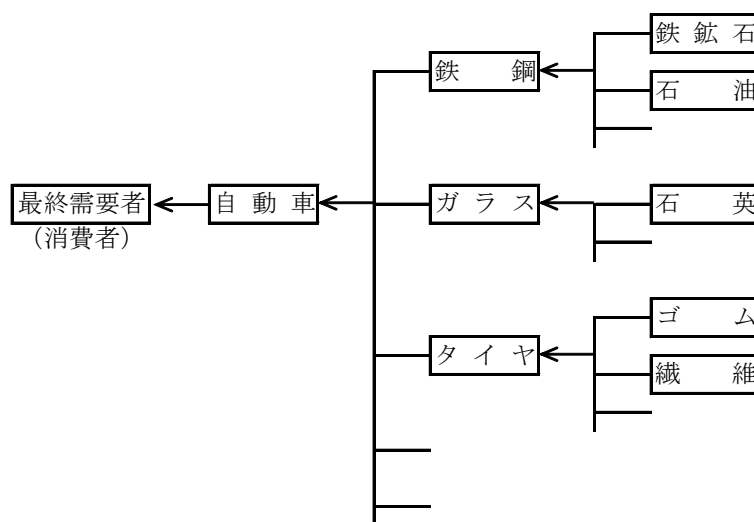 鉄鉱石
鉄鋼
石油
最終需要者
(消費者)
自動車
ガラス
石英
ゴム
タイヤ
繊維